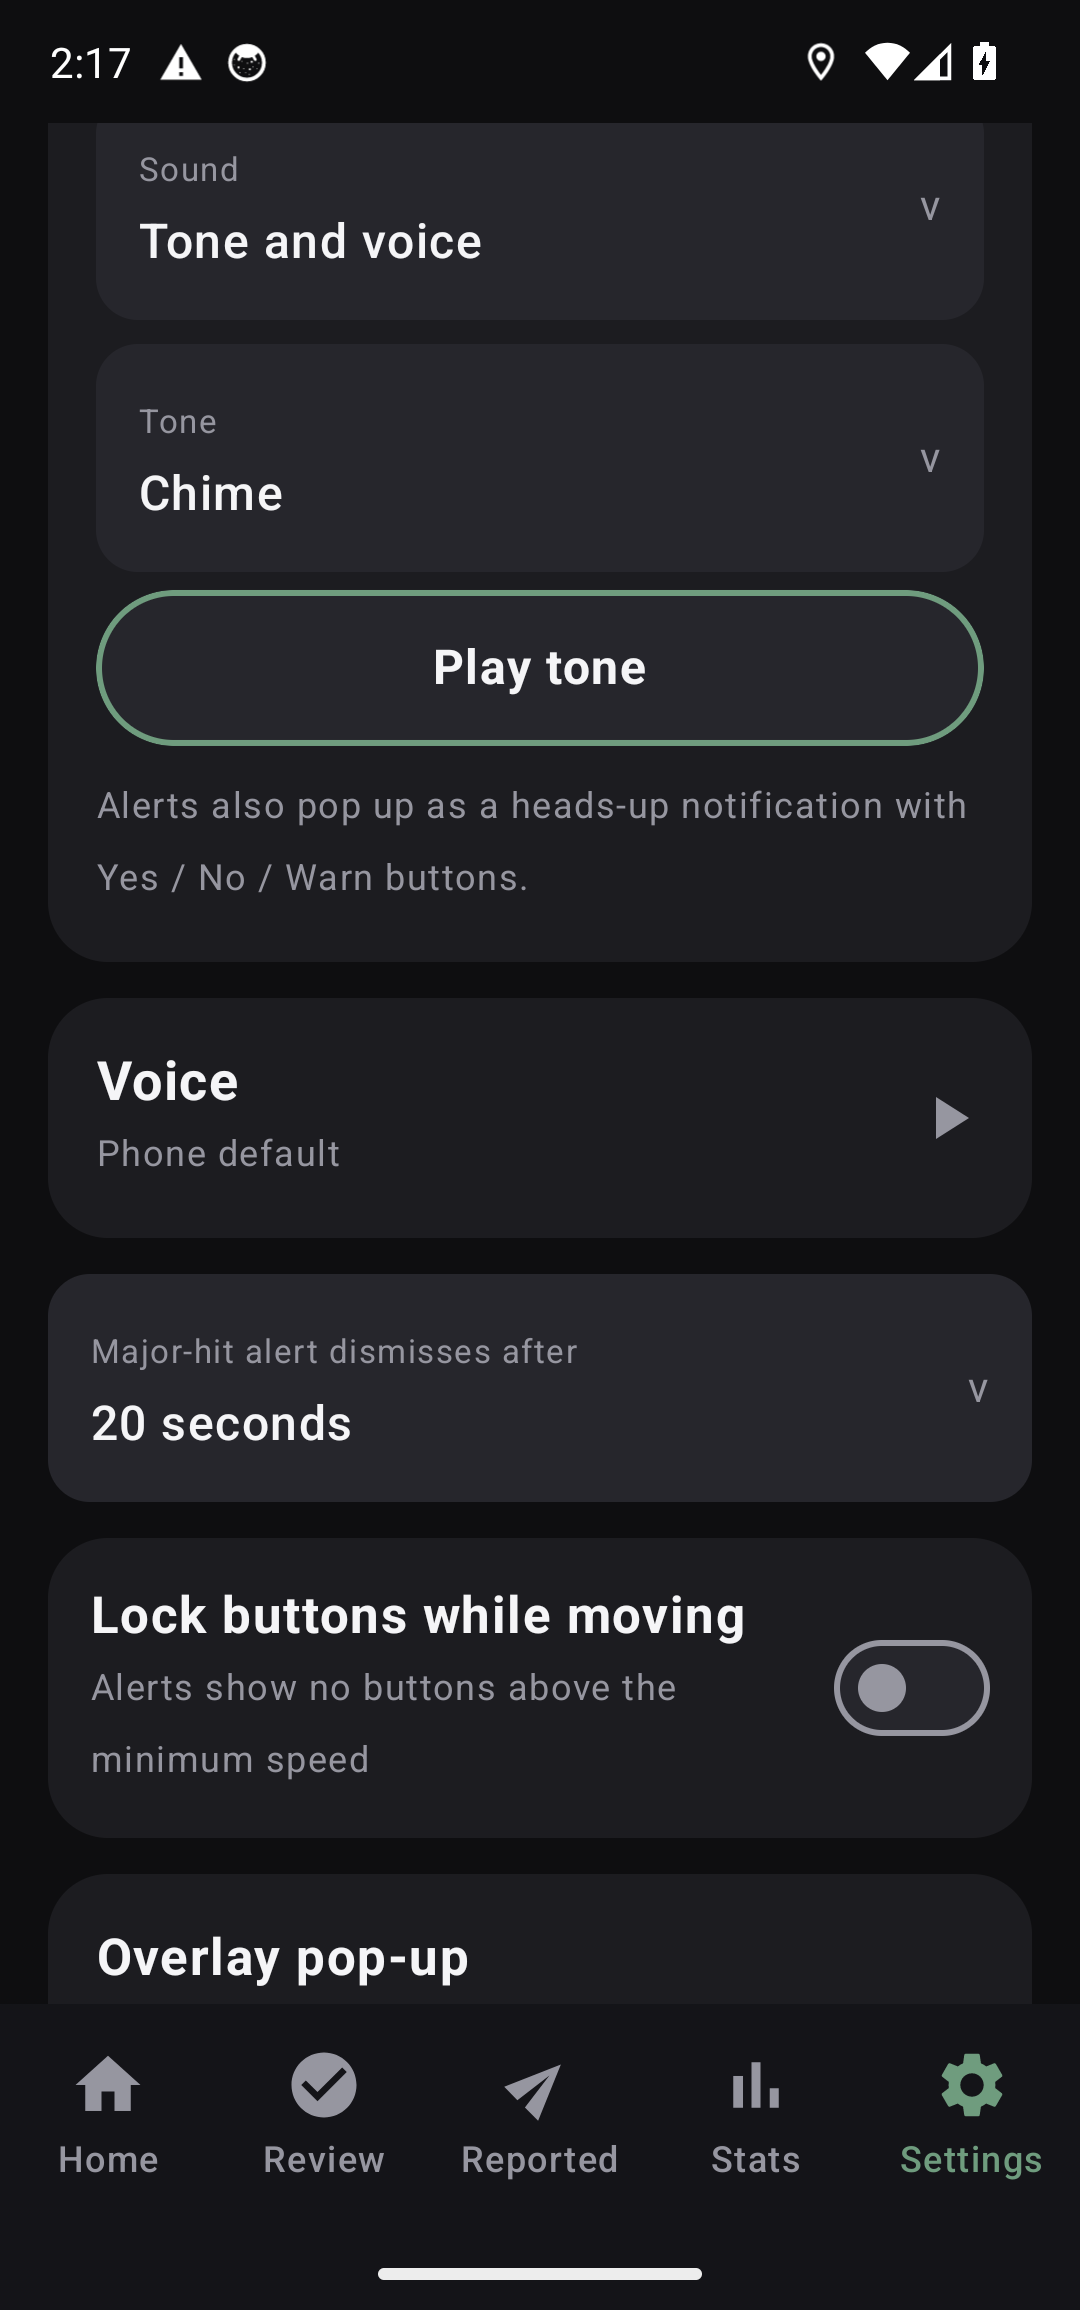 2:17
Sound
Tone and voice
v
Tone
Chime
v
Play tone
Alerts also pop up as a heads-up notification with
Yes / No / Warn buttons.
Voice
Phone default
Major-hit alert dismisses after
20 seconds
v
Lock buttons while moving
Alerts show no buttons above the
minimum speed
Overlay pop-up
Home
Review
Reported
Stats
Settings